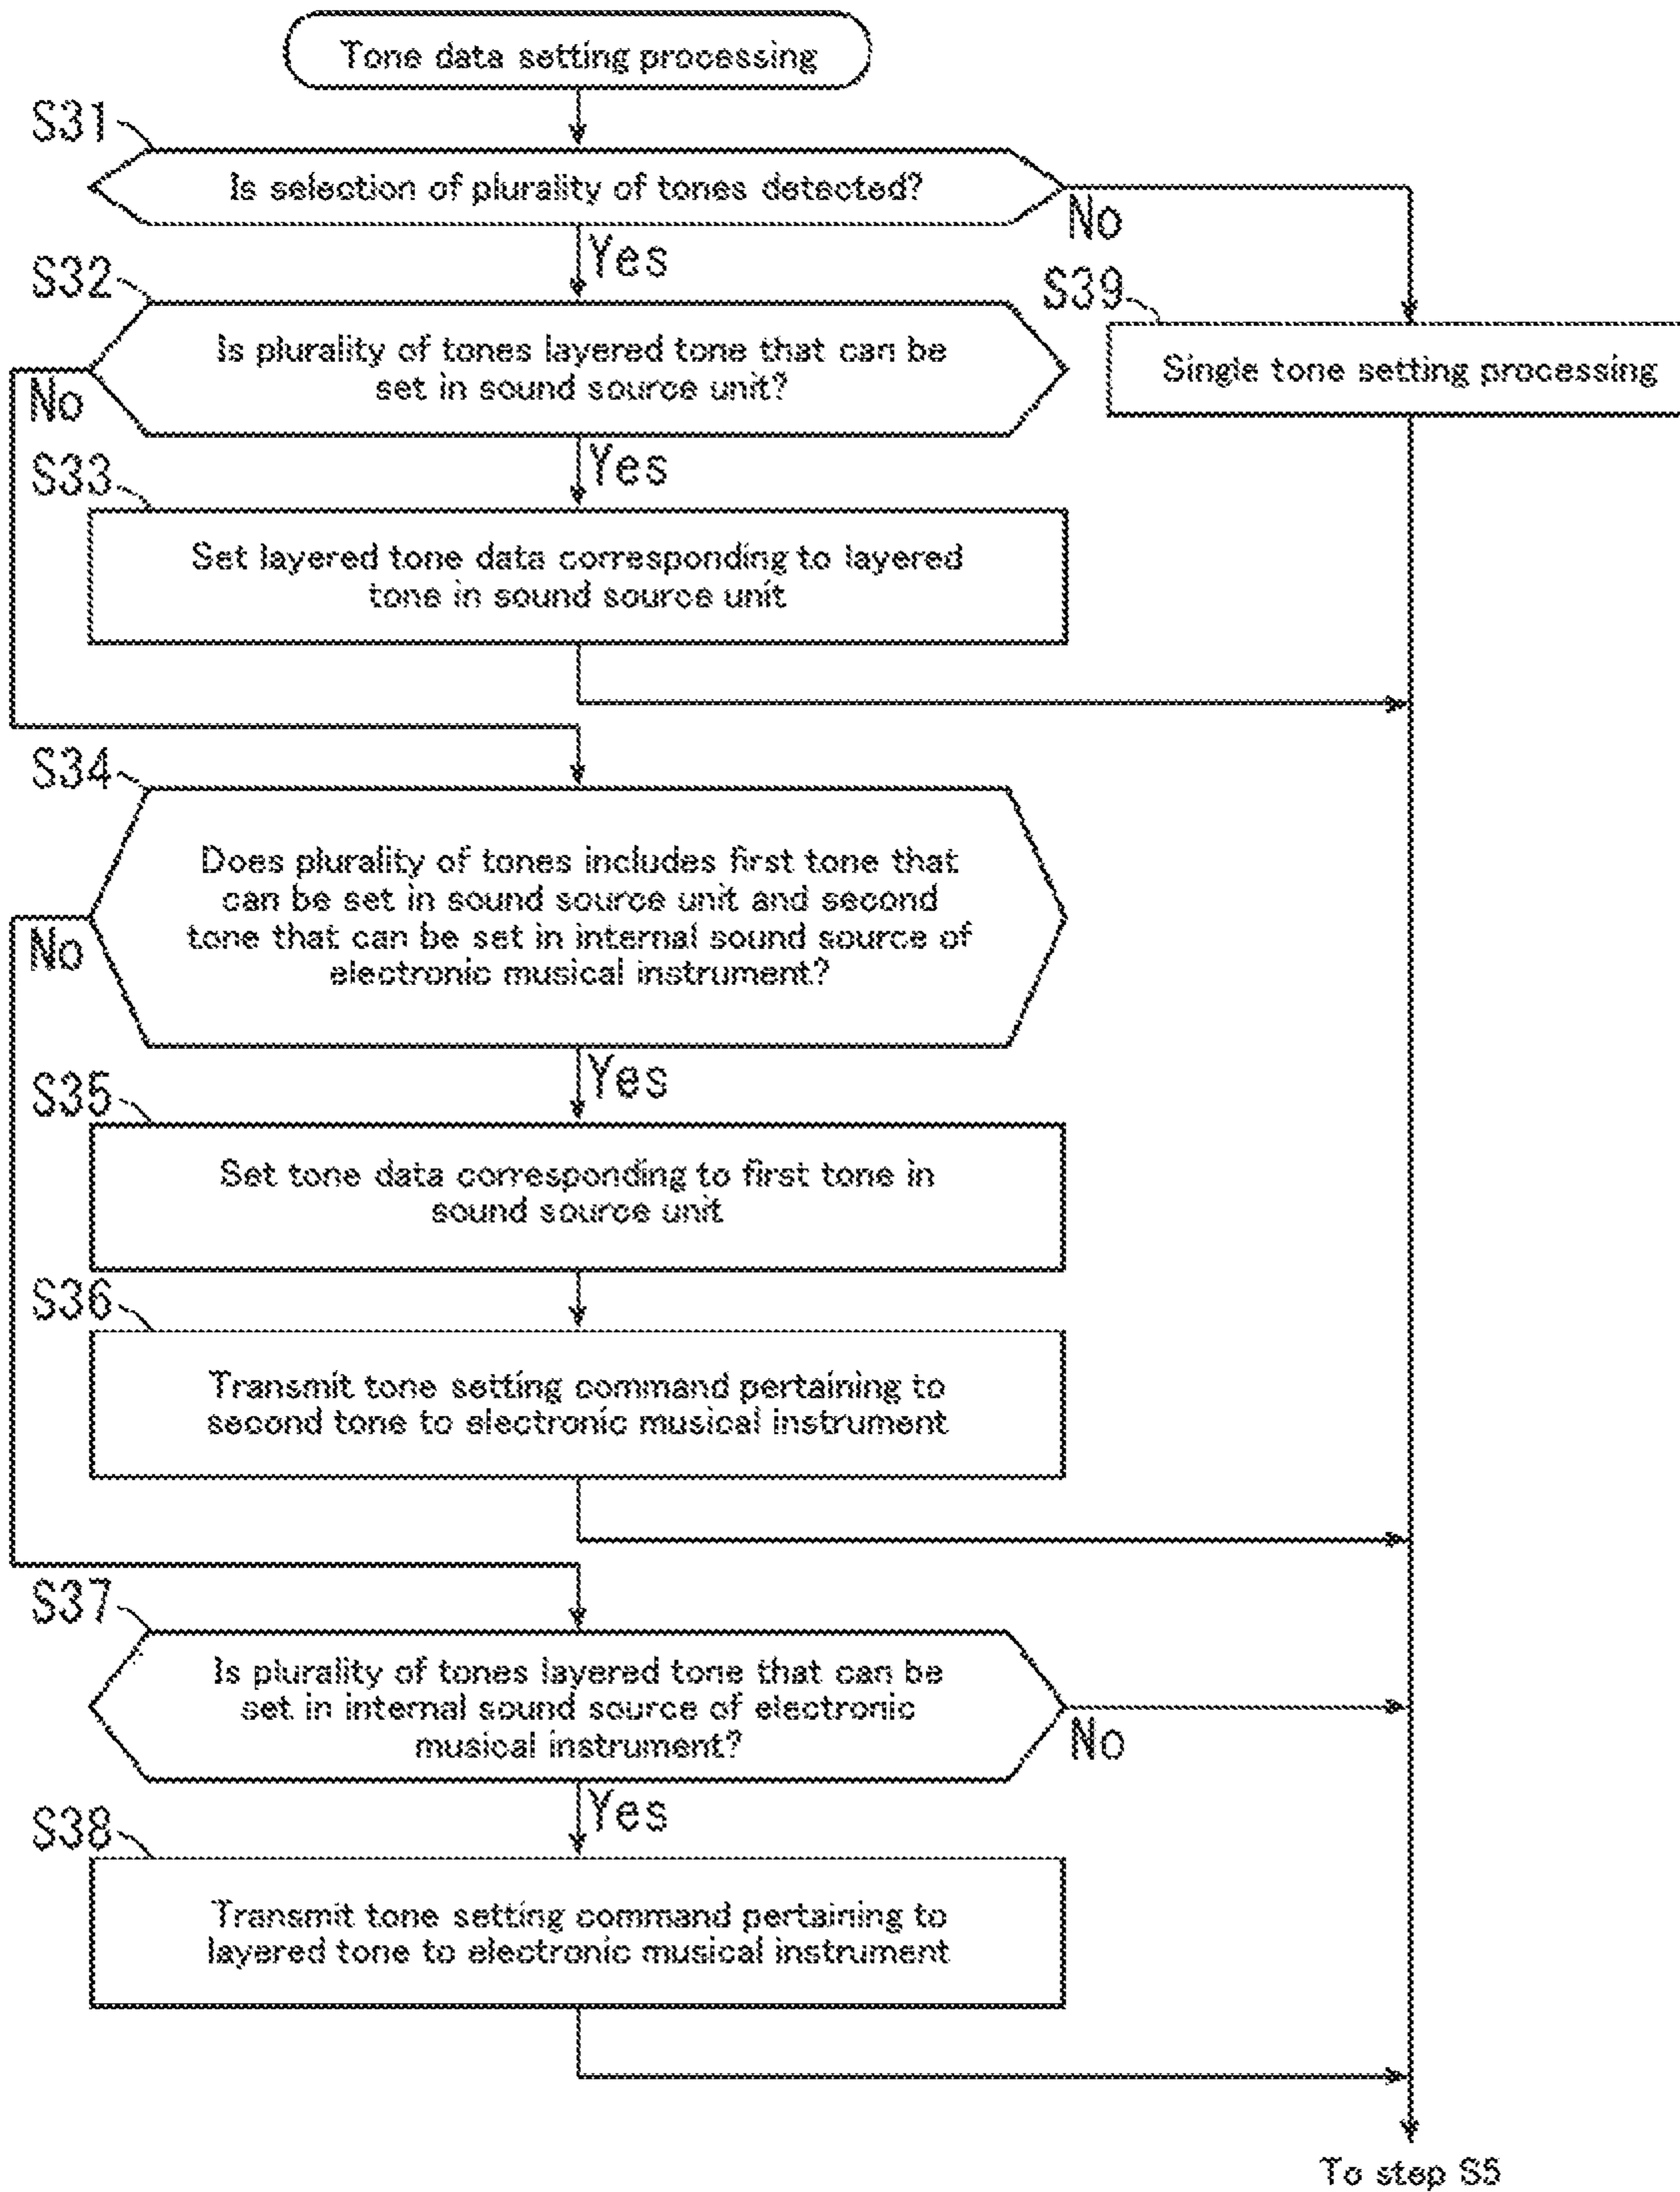 Tone data setting processing
S31
Is selection of plurality of tones detected?
No
Yes
S32
S39
Is plurality of tones layered tone that can be
set in sound source unit?
Single tone setting processing
No
Yes
S33
Set layered tone data corresponding to layered
tone in sound source unit
S34
Does plurality of tones includes first tone that
can be set in sound source unit and second
tone that can be set in internal sound source of
electronic musical instrument?
No
Yes
S35
Set tone data corresponding to first tone in
sound source unit
S36
Transmit tone setting command pertaining to
second tone to electronic musical instrument
S37
Is plurality of tones layered tone that can be
set in internal sound source of electronic
musical instrument?
No
Yes
S38
Transmit tone setting command pertaining to
layered tone to electronic musical instrument
To step S5